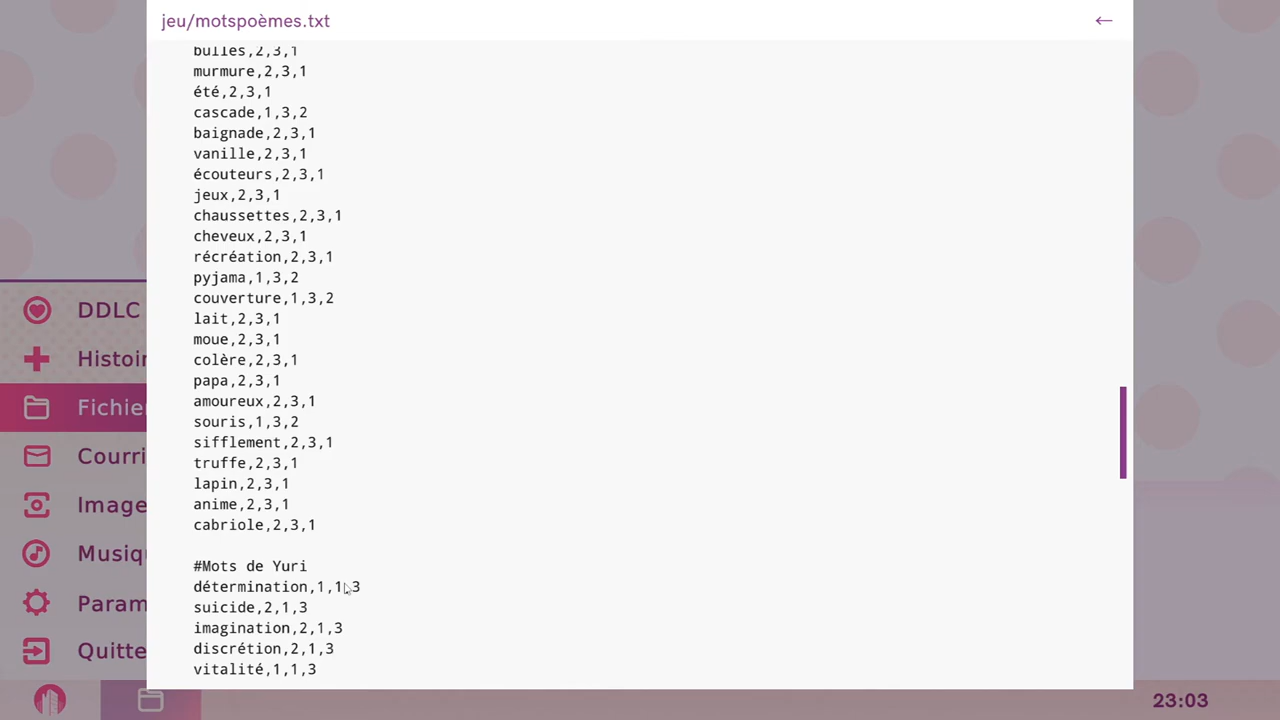 jeu/motspoèmes.txt
←
bulles,2,3,1
murmure,2,3,1
été,2,3,1
cascade,1,3,2
baignade,2,3,1
vanille,2,3,1
écouteurs,2,3,1
jeux,2,3,1
chaussettes,2,3,1
cheveux,2,3,1
récréation,2,3,1
pyjama,1,3,2
couverture,1,3,2
lait,2,3,1
moue,2,3,1
colère,2,3,1
papa,2,3,1
amoureux,2,3,1
souris,1,3,2
sifflement,2,3,1
truffe,2,3,1
lapin,2,3,1
anime,2,3,1
cabriole,2,3,1
#Mots de Yuri
détermination,1,1,3
suicide,2,1,3
imagination,2,1,3
discrétion,2,1,3
vitalité,1,1,3
DDLC
Histoir
Fichie
Courri
Image
Musiq
Param
Quitte
23:03